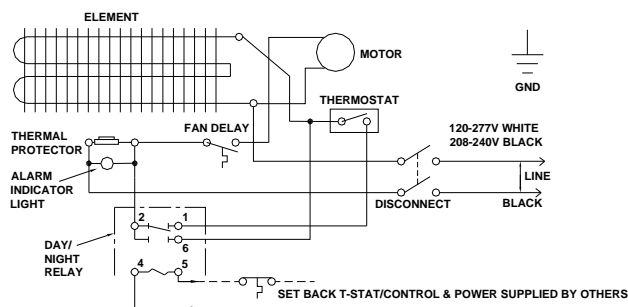 ELEMENT
MOTOR
GND
THERMOSTAT
FAN DELAY
120-277V WHITE
208-240V BLACK
THERMAL
PROTECTOR
ALARM
INDICATOR
LIGHT
LINE
DISCONNECT
BLACK
2
1
6
DAY/
NIGHT
RELAY
4
5
SET BACK T-STAT/CONTROL & POWER SUPPLIED BY OTHERS